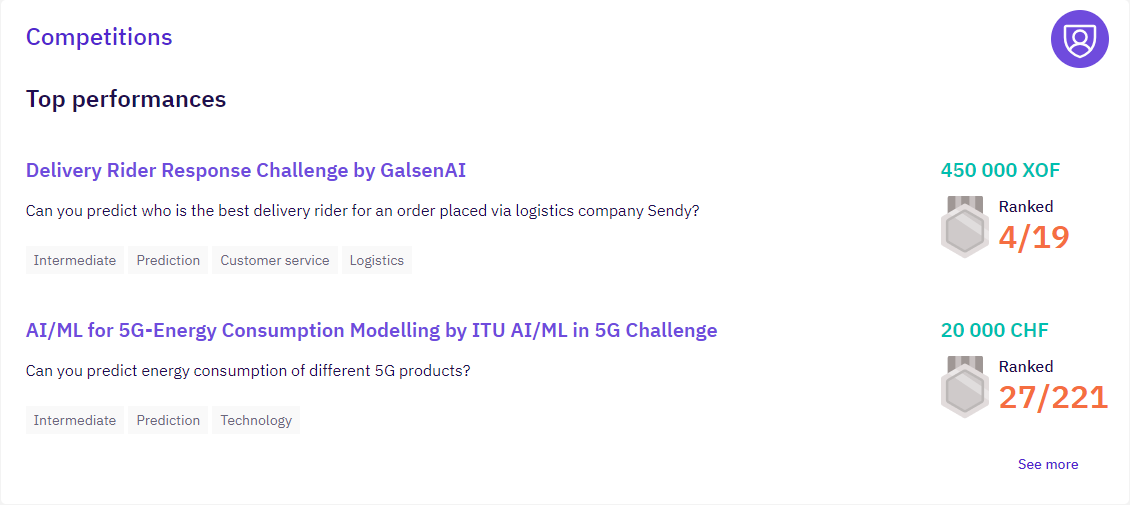 Competitions
Top performances
Delivery Rider Response Challenge by GalsenAI
450 000 XOF
Can you predict who is the best delivery rider for an order placed via logistics company Sendy?
Ranked
4/19
Intermediate Prediction Customer service Logistics
AI/ML for 5G-Energy Consumption Modelling by ITU AI/ML in 5G Challenge
20 000 CHF
Can you predict energy consumption of different 5G products?
Ranked
27/221
Intermediate Prediction Technology
See more